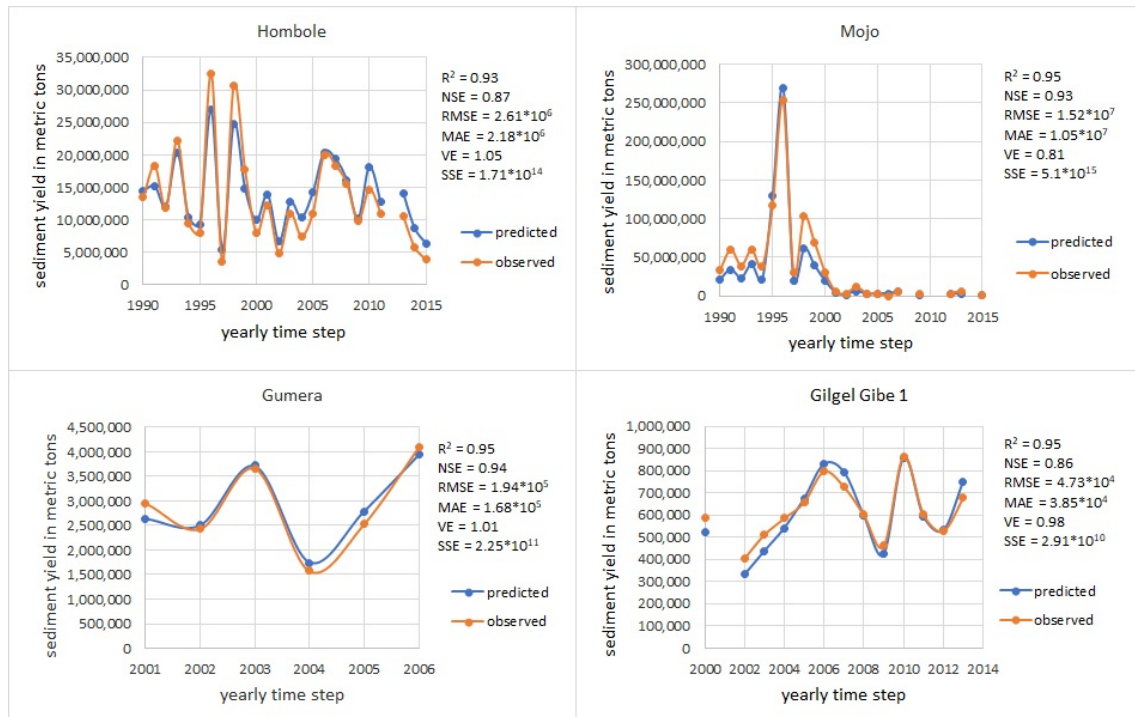 Hombole
35,000,000
30,000,000
25,000,000
20,000,000
15,000,000
10,000,000
5,000,000
0
sediment yield in metric tons
1990 1995 2000 2005 2010 2015
yearly time step
R² = 0.93
NSE = 0.87
RMSE = 2.61*10⁶
MAE = 2.18*10⁶
VE = 1.05
SSE = 1.71*10¹⁴
predicted
observed
Mojo
300,000,000
250,000,000
200,000,000
150,000,000
100,000,000
50,000,000
0
sediment yield in metric tons
1990 1995 2000 2005 2010 2015
yearly time step
R² = 0.95
NSE = 0.93
RMSE = 1.52*10⁷
MAE = 1.05*10⁷
VE = 0.81
SSE = 5.1*10¹⁵
predicted
observed
Gumera
4,500,000
4,000,000
3,500,000
3,000,000
2,500,000
2,000,000
1,500,000
1,000,000
500,000
0
sediment yield in metric tons
2001 2002 2003 2004 2005 2006
yearly time step
R² = 0.95
NSE = 0.94
RMSE = 1.94*10⁵
MAE = 1.68*10⁵
VE = 1.01
SSE = 2.25*10¹¹
predicted
observed
Gilgel Gibe 1
1,000,000
900,000
800,000
700,000
600,000
500,000
400,000
300,000
200,000
100,000
0
sediment yield in metric tons
2000 2002 2004 2006 2008 2010 2012 2014
yearly time step
R² = 0.95
NSE = 0.86
RMSE = 4.73*10⁴
MAE = 3.85*10⁴
VE = 0.98
SSE = 2.91*10¹⁰
predicted
observed